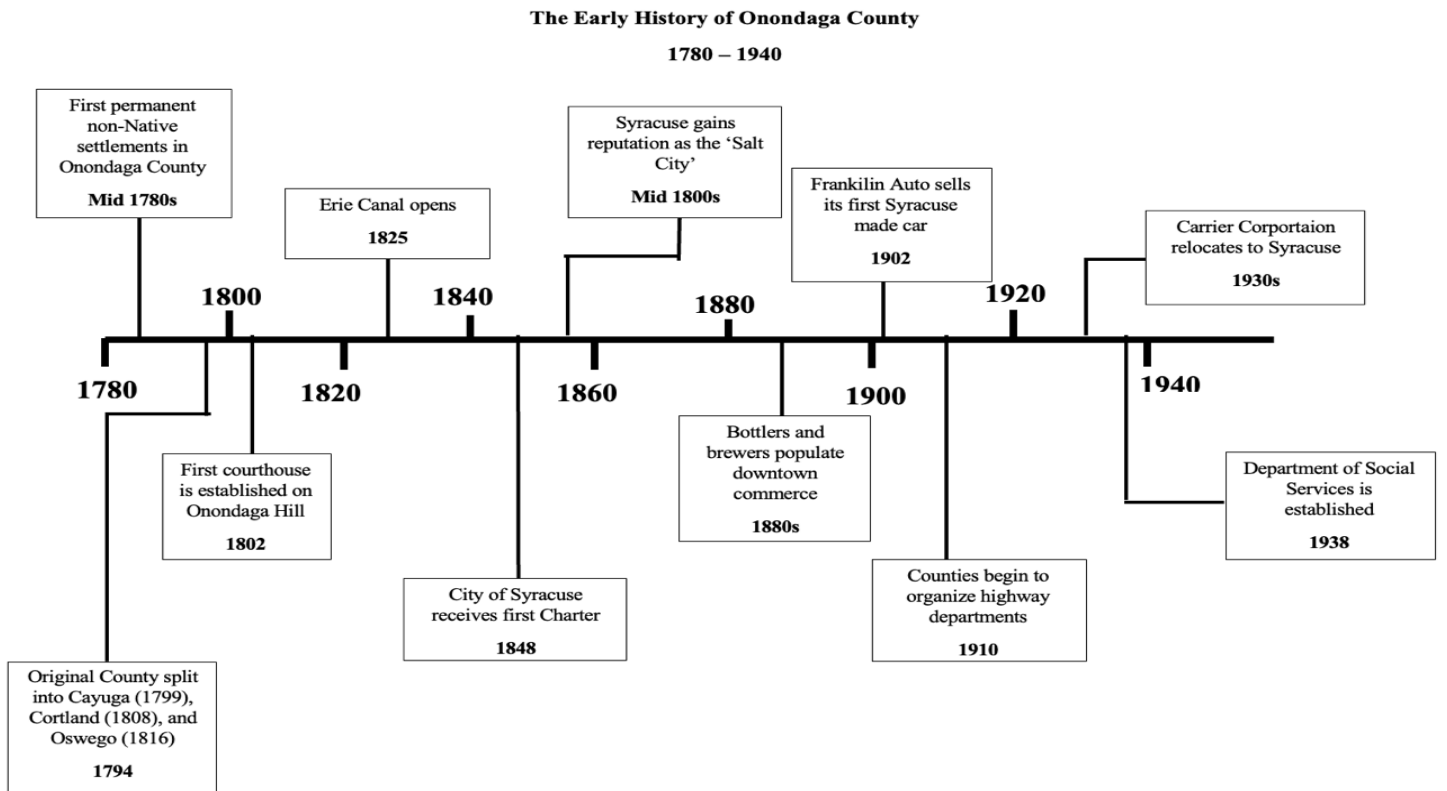 The Early History of Onondaga County
1780 – 1940
First permanent
non-Native
settlements in
Onondaga County
Mid 1780s
Erie Canal opens
1825
Syracuse gains
reputation as the ‘Salt
City’
Mid 1800s
Frankilin Auto sells
its first Syracuse
made car
1902
Carrier Corportaion
relocates to Syracuse
1930s
1800
1840
1880
1920
1780
1820
1860
1900
1940
First courthouse
is established on
Onondaga Hill
1802
Bottlers and
brewers populate
downtown
commerce
1880s
Department of Social
Services is
established
1938
City of Syracuse
receives first Charter
1848
Counties begin to
organize highway
departments
1910
Original County split
into Cayuga (1799),
Cortland (1808), and
Oswego (1816)
1794